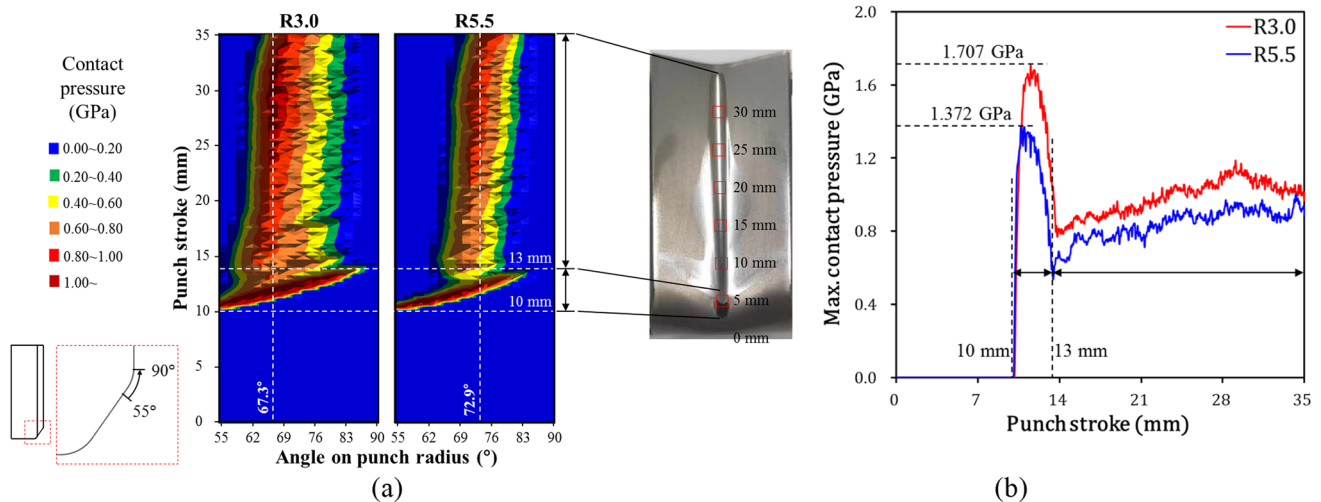 (a)
R3.0
R5.5
Contact
pressure
(GPa)
0.00~0.20
0.20~0.40
0.40~0.60
0.60~0.80
0.80~1.00
1.00~
90°
55°
Punch stroke (mm)
35
30
25
20
15
10
5
0
13 mm
10 mm
67.3°
72.9°
55 62 69 76 83 90
55 62 69 76 83 90
Angle on punch radius (°)
30 mm
25 mm
20 mm
15 mm
10 mm
5 mm
0 mm
(b)
Max. contact pressure (GPa)
2.0
1.6
1.2
0.8
0.4
0.0
R3.0
R5.5
1.707 GPa
1.372 GPa
10 mm
13 mm
0 7 14 21 28 35
Punch stroke (mm)